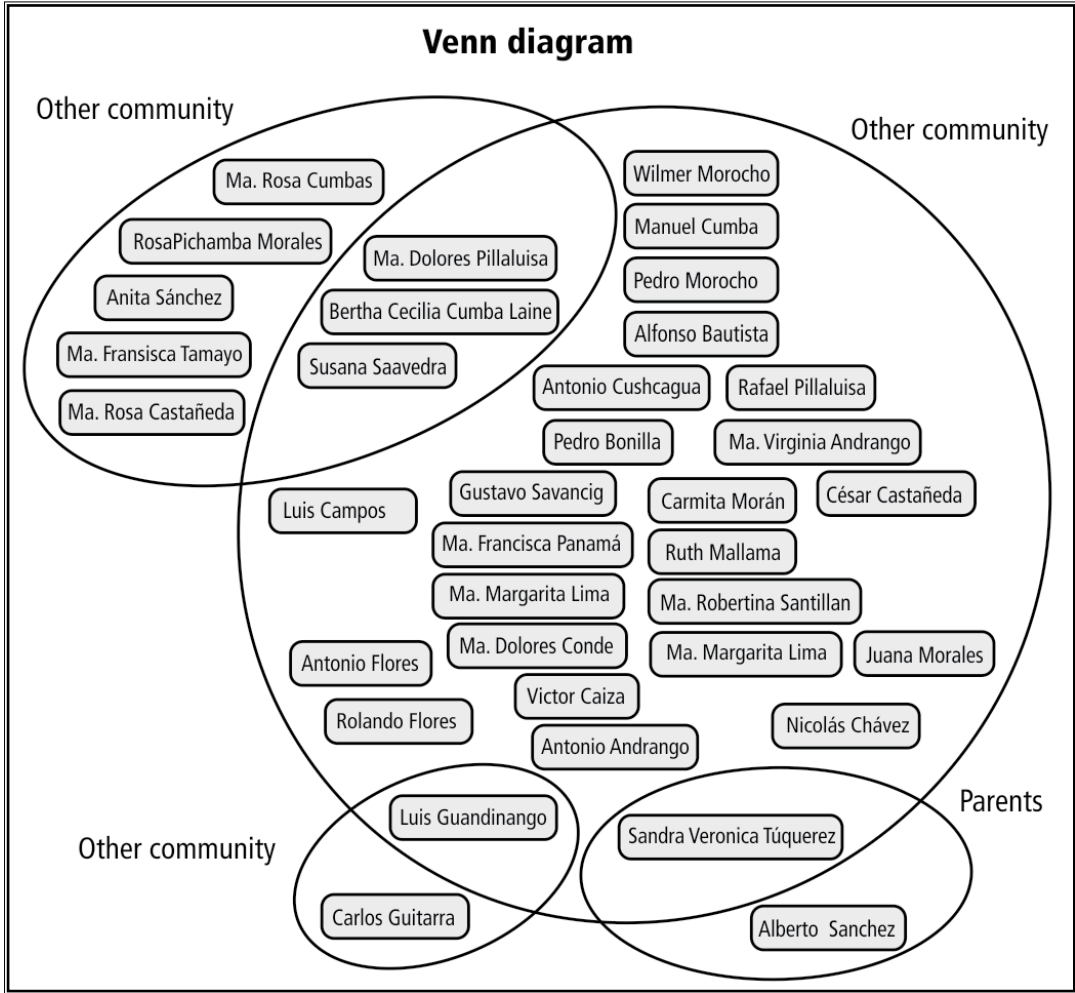 Venn diagram
Other community
Other community
Ma. Rosa Cumbas
Wilmer Morocho
RosaPichamba Morales
Manuel Cumba
Ma. Dolores Pillaluisa
Pedro Morocho
Anita Sánchez
Bertha Cecilia Cumba Laine
Alfonso Bautista
Ma. Fransisca Tamayo
Susana Saavedra
Antonio Cushcagua
Rafael Pillaluisa
Ma. Rosa Castañeda
Pedro Bonilla
Ma. Virginia Andrango
Gustavo Savancig
Carmita Morán
César Castañeda
Luis Campos
Ma. Francisca Panamá
Ruth Mallama
Ma. Margarita Lima
Ma. Robertina Santillan
Ma. Dolores Conde
Ma. Margarita Lima
Juana Morales
Antonio Flores
Victor Caiza
Rolando Flores
Nicolás Chávez
Antonio Andrango
Parents
Luis Guandinango
Sandra Veronica Túquerez
Other community
Carlos Guitarra
Alberto Sanchez